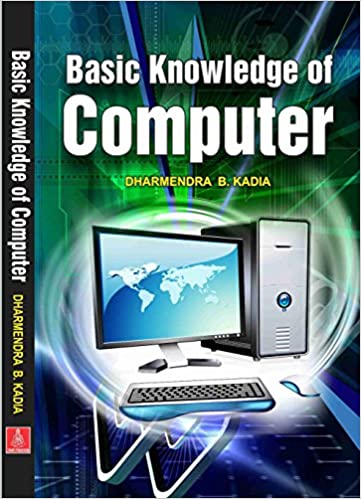 Basic Knowledge of Computer
DHARMENDRA B. KADIA
Basic Knowledge of
Computer
DHARMENDRA B. KADIA